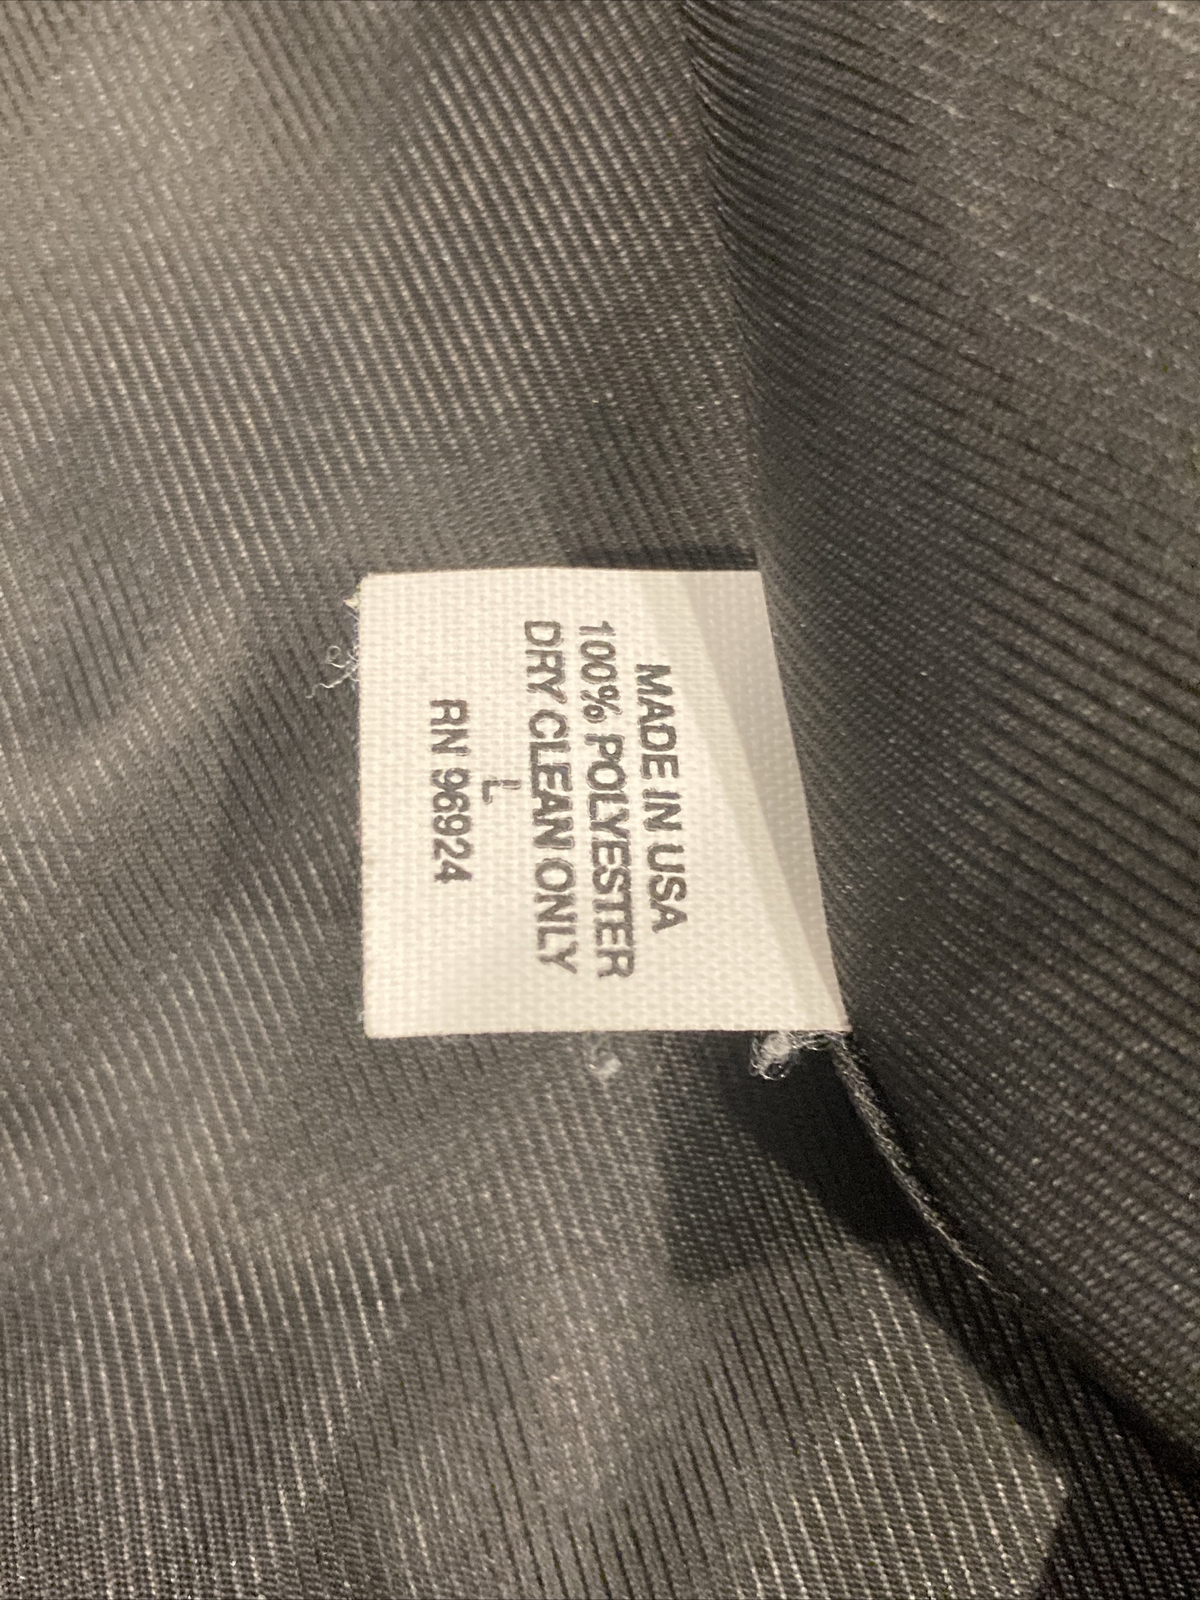 MADE IN USA
100% POLYESTER
DRY CLEAN ONLY
L
RN 96924